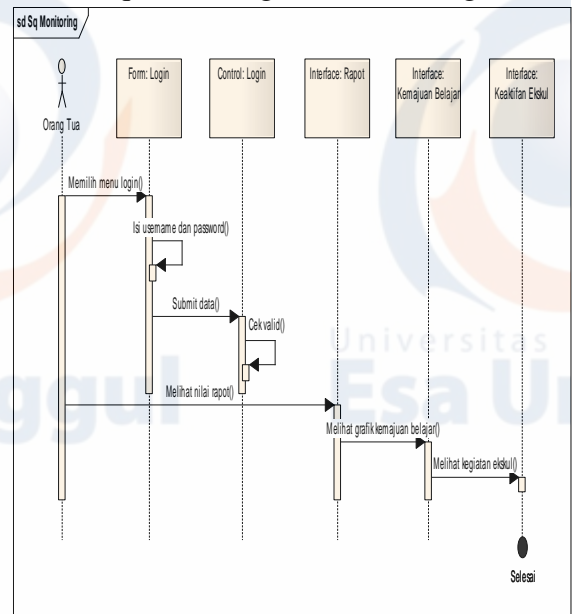 sd Sq Monitoring
Orang Tua
Form: Login
Control: Login
Interface: Rapot
Interface:
Kemajuan Belajar
Interface:
Keaktifan Ekskul
Memilih menu login()
Isi username dan password()
Submit data()
Cek valid()
Melihat nilai rapot()
Melihat grafik kemajuan belajar()
Melihat kegiatan ekskul()
Selesai
Universitas
Esa U
ggul